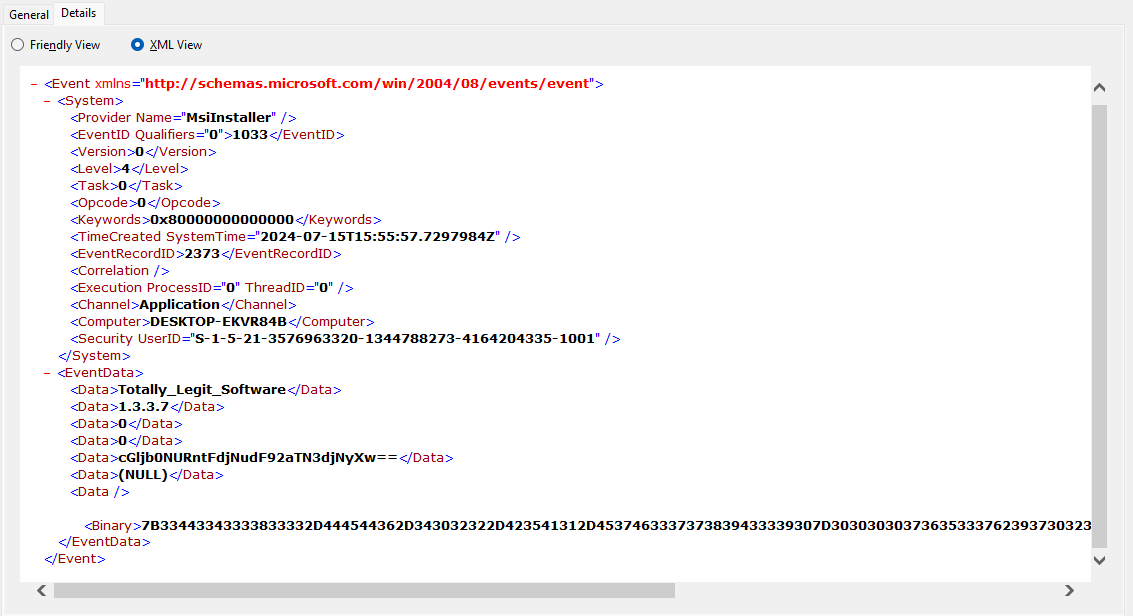 General Details
Friendly View XML View
- <Event xmlns="http://schemas.microsoft.com/win/2004/08/events/event">
- <System>
<Provider Name="MsiInstaller" />
<EventID Qualifiers="0">1033</EventID>
<Version>0</Version>
<Level>4</Level>
<Task>0</Task>
<Opcode>0</Opcode>
<Keywords>0x80000000000000</Keywords>
<TimeCreated SystemTime="2024-07-15T15:55:57.7297984Z" />
<EventRecordID>2373</EventRecordID>
<Correlation />
<Execution ProcessID="0" ThreadID="0" />
<Channel>Application</Channel>
<Computer>DESKTOP-EKVR84B</Computer>
<Security UserID="S-1-5-21-3576963320-1344788273-4164204335-1001" />
</System>
- <EventData>
<Data>Totally_Legit_Software</Data>
<Data>1.3.3.7</Data>
<Data>0</Data>
<Data>0</Data>
<Data>cGljb0NURntFdjNudF92aTN3djNyXw==</Data>
<Data>(NULL)</Data>
<Data />
<Binary>7B33443343333833332D444544362D343032322D423541312D4537463337373839433339307D30303030373635333762393730323
</EventData>
</Event>